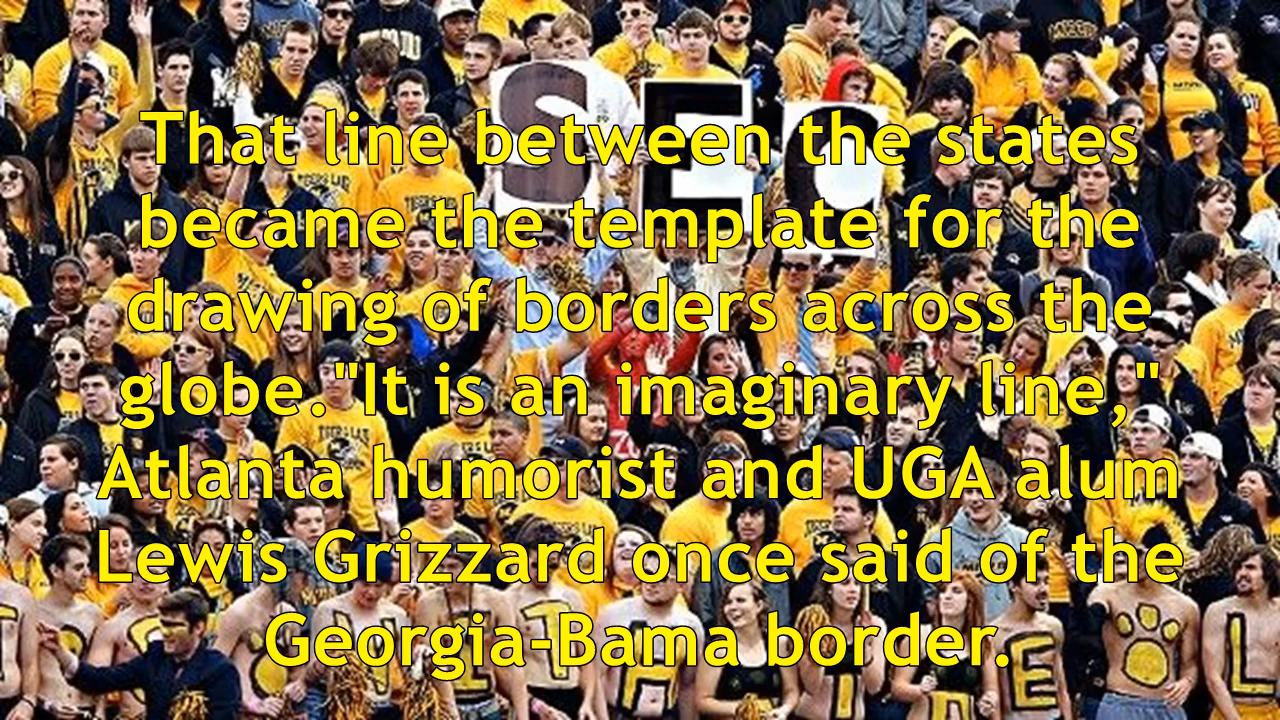 SEC
That line between the states
became the template for the
drawing of borders across the
globe. "It is an imaginary line,"
Atlanta humorist and UGA alum
Lewis Grizzard once said of the
Georgia-Bama border.